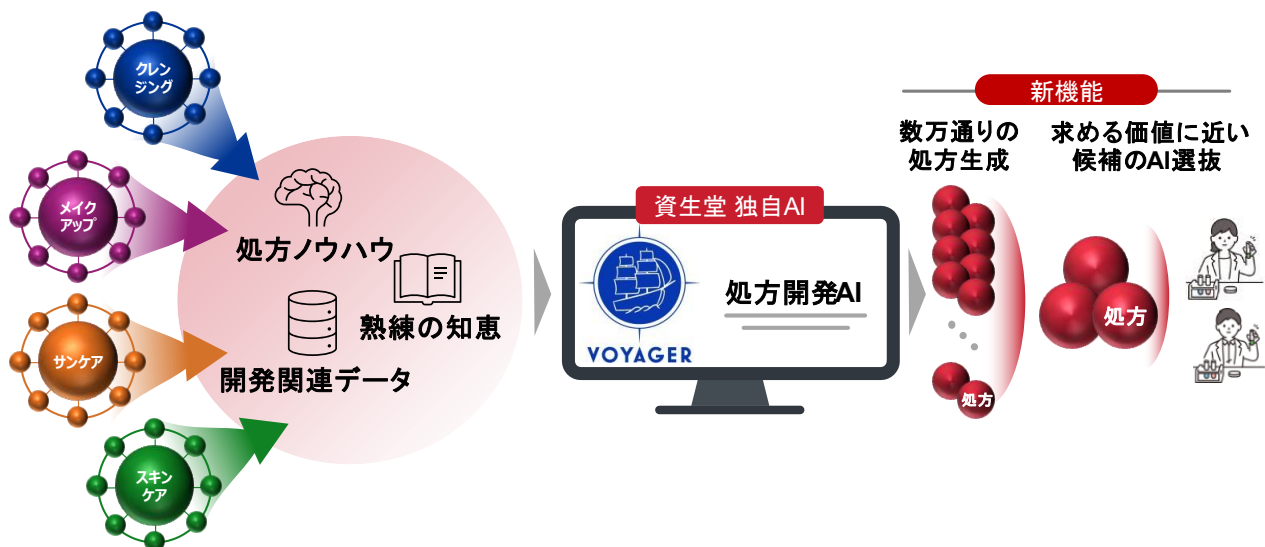 クレン
ジング
メイク
アップ
サンケア
スキン
ケア
処方ノウハウ
熟練の知恵
開発関連データ
資生堂 独自AI
VOYAGER
処方開発AI
新機能
数万通りの
処方生成
求める価値に近い
候補のAI選抜
処方
処方